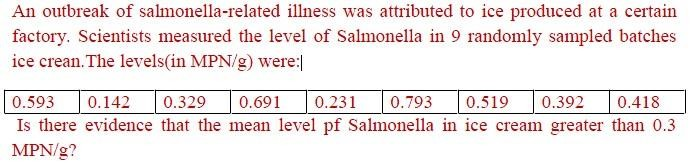 An outbreak of salmonella-related illness was attributed to ice produced at a certain
factory. Scientists measured the level of Salmonella in 9 randomly sampled batches
ice crean.The levels(in MPN/g) were:
0.593 0.142 0.329 0.691 0.231 0.793 0.519 0.392 0.418
Is there evidence that the mean level pf Salmonella in ice cream greater than 0.3
MPN/g?